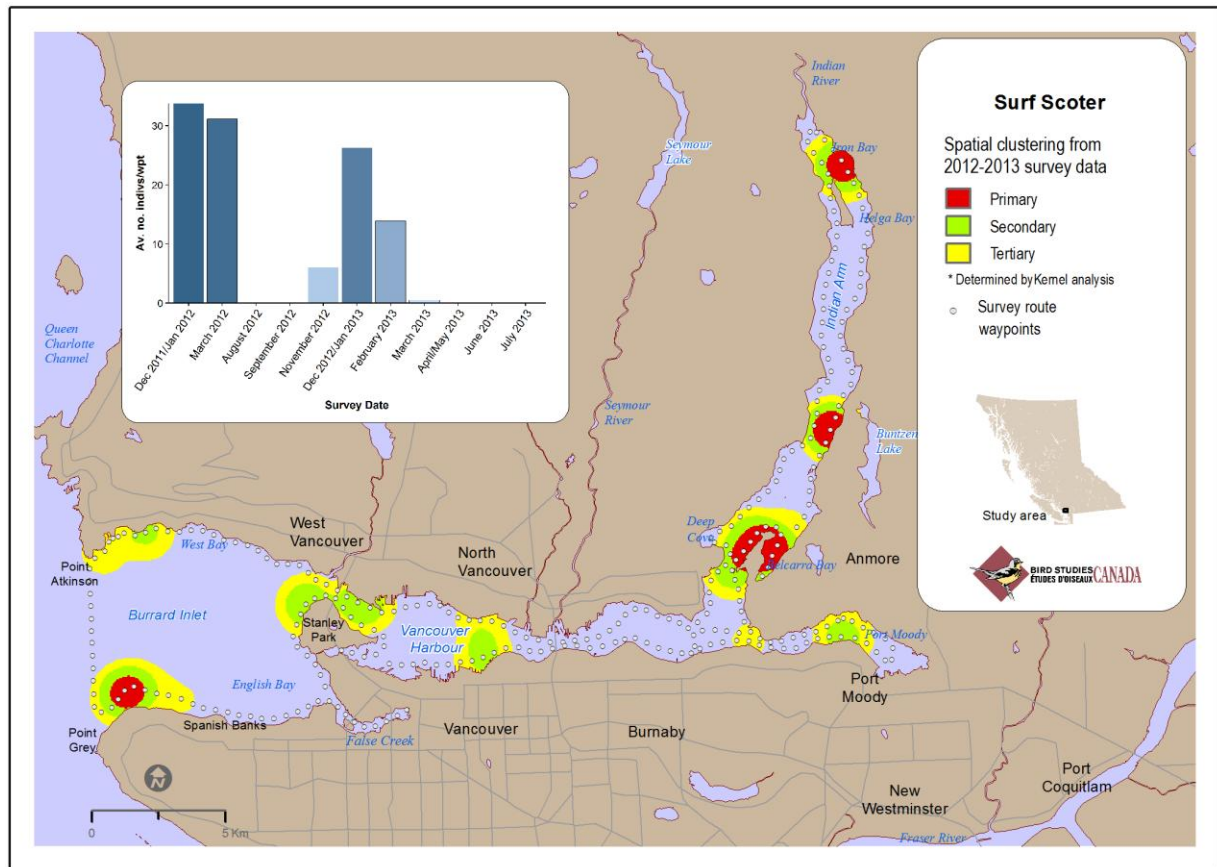 Av. no. indivs/wpt
30
20
10
0
Dec 2011/Jan 2012
March 2012
August 2012
September 2012
November 2012
Dec 2012/Jan 2013
February 2013
March 2013
April/May 2013
June 2013
July 2013
Survey Date
Surf Scoter
Spatial clustering from
2012-2013 survey data
Primary
Secondary
Tertiary
* Determined by Kernel analysis
Survey route
waypoints
Study area
BIRD STUDIES
ÉTUDES D'OISEAUX CANADA
Indian
River
Iron Bay
Helga Bay
Indian Arm
Seymour
Lake
Queen
Charlotte
Channel
Seymour
River
Buntzen
Lake
Deep
Cove
Belcarra Bay
Anmore
West
Vancouver
West Bay
North
Vancouver
Point
Atkinson
Burrard Inlet
Stanley
Park
Vancouver
Harbour
Port Moody
Port
Moody
English Bay
Spanish Banks
Point
Grey
False Creek
Vancouver
Burnaby
New
Westminster
Port
Coquitlam
Fraser River
N
0
5 Km